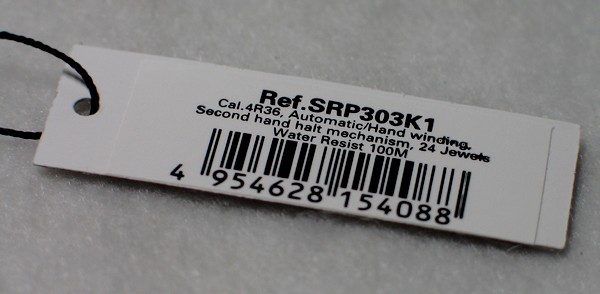 Ref.SRP303K1
Cal.4R36, Automatic/Hand winding,
Second hand halt mechanism, 24 Jewels
Water Resist 100M
4 954628 154088